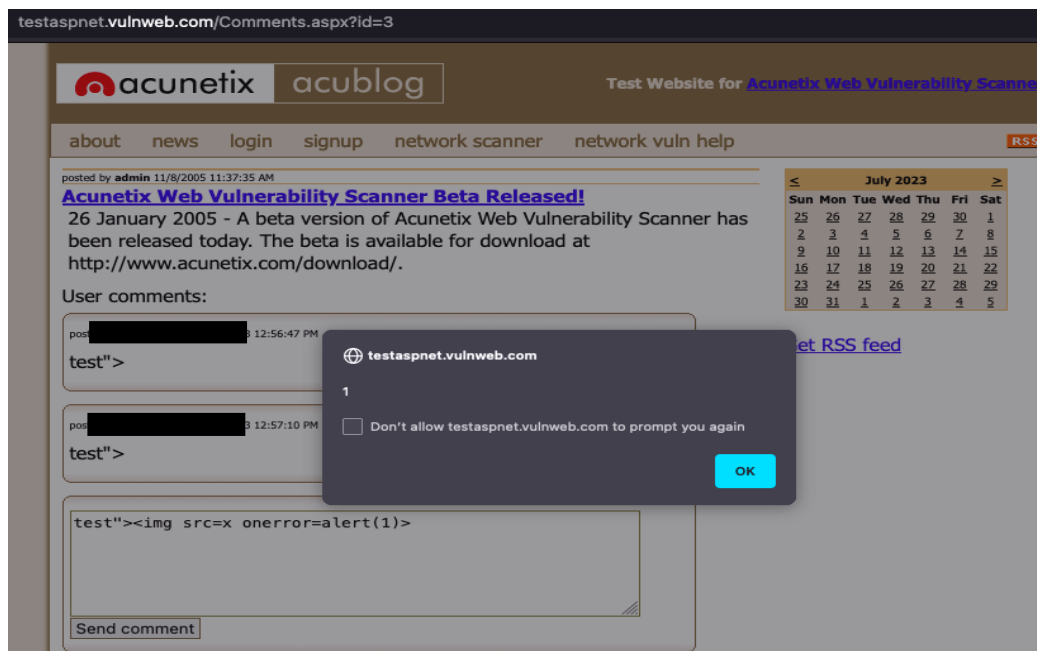 testaspnet.vulnweb.com/Comments.aspx?id=3
acunetix acublog
Test Website for Acunetix Web Vulnerability Scanne
about news login signup network scanner network vuln help
RSS
posted by admin 11/8/2005 11:37:35 AM
Acunetix Web Vulnerability Scanner Beta Released!
26 January 2005 - A beta version of Acunetix Web Vulnerability Scanner has
been released today. The beta is available for download at
http://www.acunetix.com/download/.
User comments:
post 3 12:56:47 PM
test">
pos 3 12:57:10 PM
test">
test"><img src=x onerror=alert(1)>
Send comment
< July 2023 >
Sun Mon Tue Wed Thu Fri Sat
25 26 27 28 29 30 1
2 3 4 5 6 7 8
9 10 11 12 13 14 15
16 17 18 19 20 21 22
23 24 25 26 27 28 29
30 31 1 2 3 4 5
et RSS feed
testaspnet.vulnweb.com
1
Don't allow testaspnet.vulnweb.com to prompt you again
OK